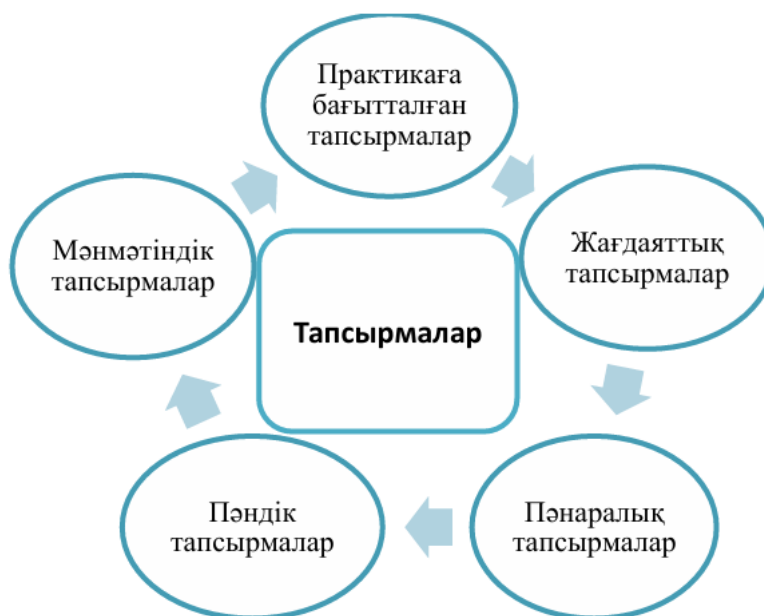 Практикаға
бағытталған
тапсырмалар
Мәнмәтіндік
тапсырмалар
Жағдаяттық
тапсырмалар
Тапсырмалар
Пәндік
тапсырмалар
Пәнаралық
тапсырмалар